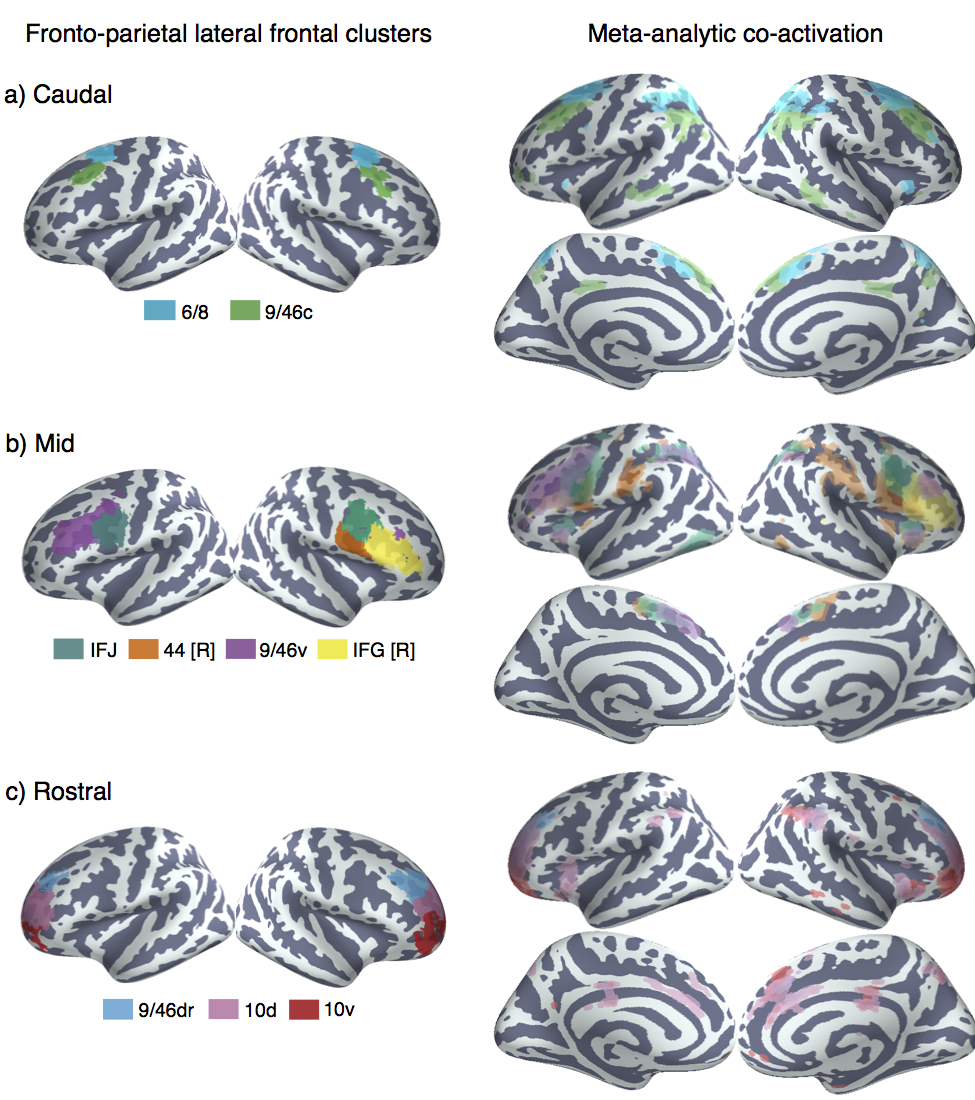 Fronto-parietal lateral frontal clusters
Meta-analytic co-activation
a) Caudal
6/8 9/46c
b) Mid
IFJ 44 [R] 9/46v IFG [R]
c) Rostral
9/46dr 10d 10v